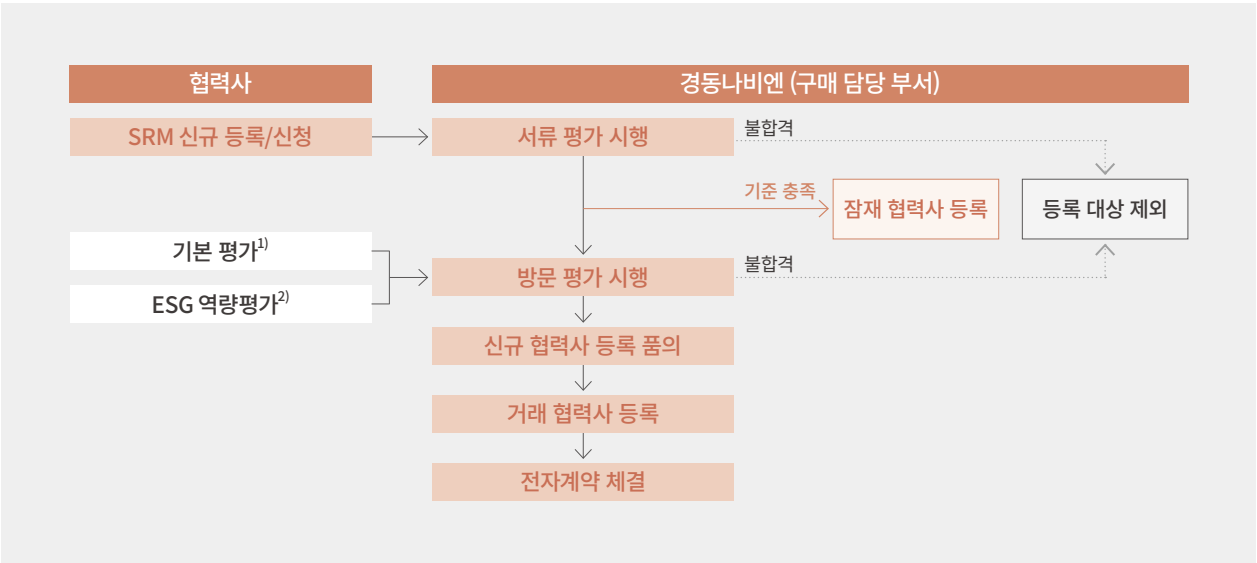 협력사
경동나비엔 (구매 담당 부서)
SRM 신규 등록/신청
서류 평가 시행
불합격
기준 충족
잠재 협력사 등록
등록 대상 제외
기본 평가1)
ESG 역량평가2)
방문 평가 시행
불합격
신규 협력사 등록 품의
거래 협력사 등록
전자계약 체결